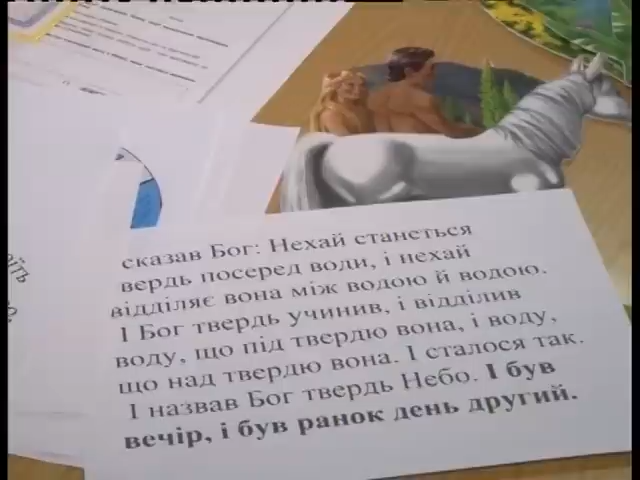 сказав Бог: Нехай станеться
вердь посеред води, і нехай
відділяє вона між водою й водою.
І Бог твердь учинив, і відділив
воду, що під твердю вона, і воду,
що над твердю вона. І сталося так.
І назвав Бог твердь Небо. І був
вечір, і був ранок день другий.